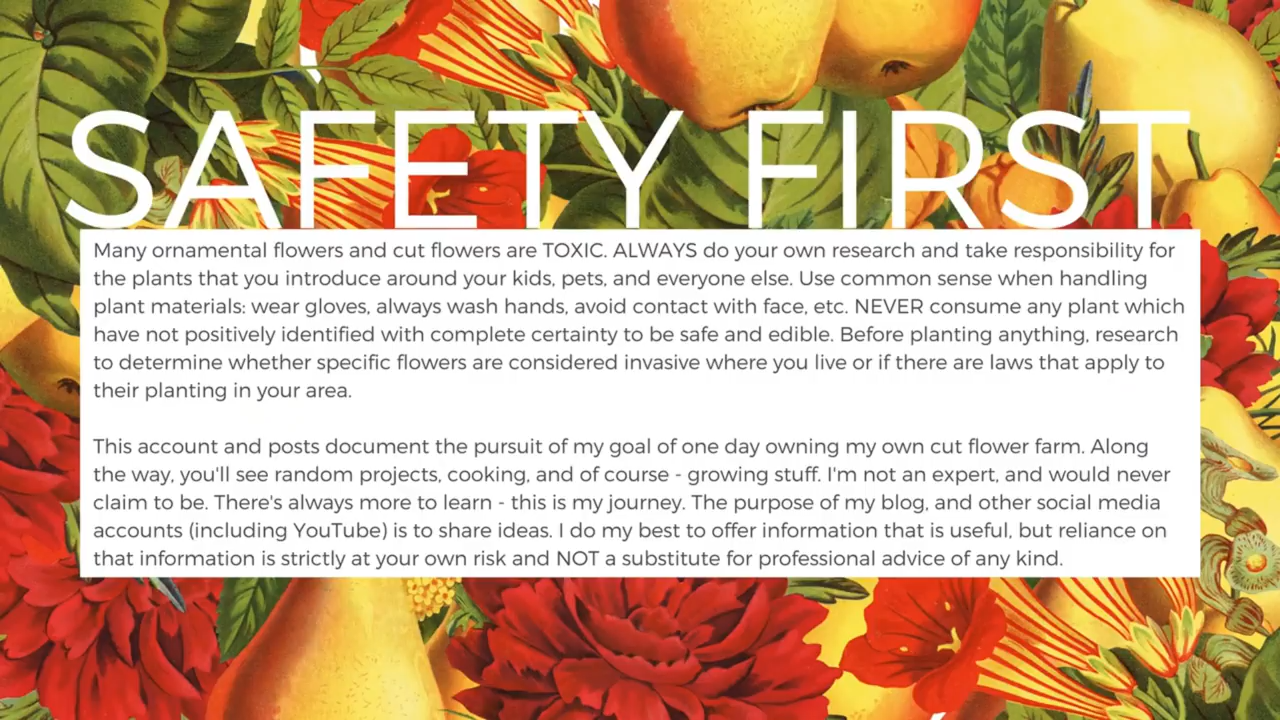 SAFETY FIRST
Many ornamental flowers and cut flowers are TOXIC. ALWAYS do your own research and take responsibility for
the plants that you introduce around your kids, pets, and everyone else. Use common sense when handling
plant materials: wear gloves, always wash hands, avoid contact with face, etc. NEVER consume any plant which
have not positively identified with complete certainty to be safe and edible. Before planting anything, research
to determine whether specific flowers are considered invasive where you live or if there are laws that apply to
their planting in your area.
This account and posts document the pursuit of my goal of one day owning my own cut flower farm. Along
the way, you'll see random projects, cooking, and of course - growing stuff. I'm not an expert, and would never
claim to be. There's always more to learn - this is my journey. The purpose of my blog, and other social media
accounts (including YouTube) is to share ideas. I do my best to offer information that is useful, but reliance on
that information is strictly at your own risk and NOT a substitute for professional advice of any kind.